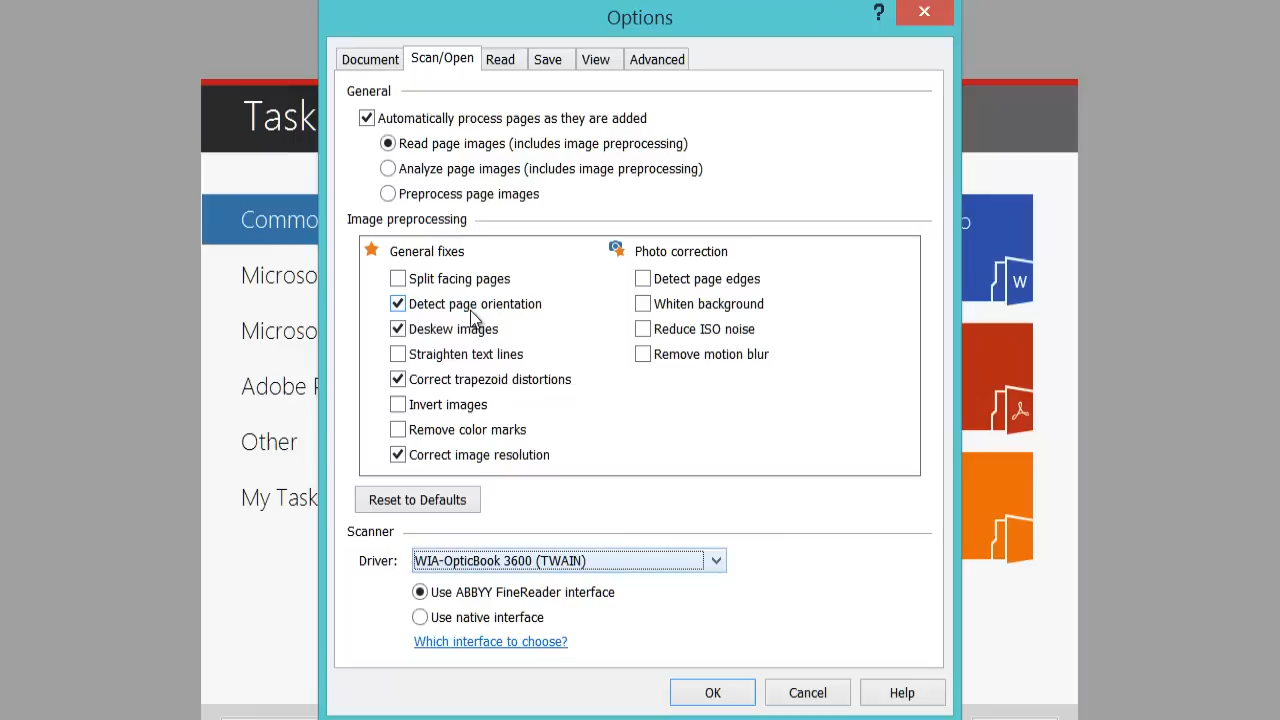 Options
?
Document Scan/Open Read Save View Advanced
General
Automatically process pages as they are added
Read page images (includes image preprocessing)
Analyze page images (includes image preprocessing)
Preprocess page images
Image preprocessing
General fixes
Split facing pages
Detect page orientation
Deskew images
Straighten text lines
Correct trapezoid distortions
Invert images
Remove color marks
Correct image resolution
Photo correction
Detect page edges
Whiten background
Reduce ISO noise
Remove motion blur
Reset to Defaults
Scanner
Driver: WIA-OpticBook 3600 (TWAIN)
Use ABBYY FineReader interface
Use native interface
Which interface to choose?
OK Cancel Help
Task
Commo
Microso
Microso
Adobe P
Other
My Task
o
W